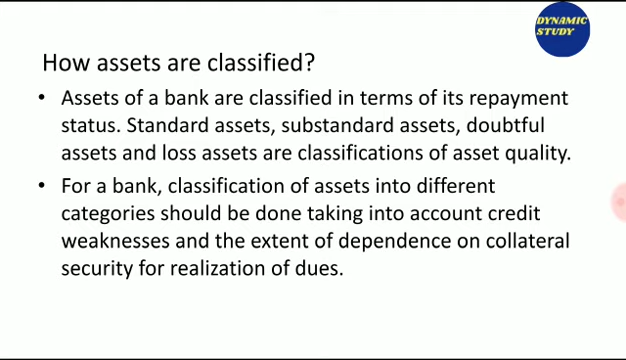 DYNAMIC
STUDY
How assets are classified?
• Assets of a bank are classified in terms of its repayment
status. Standard assets, substandard assets, doubtful
assets and loss assets are classifications of asset quality.
• For a bank, classification of assets into different
categories should be done taking into account credit
weaknesses and the extent of dependence on collateral
security for realization of dues.